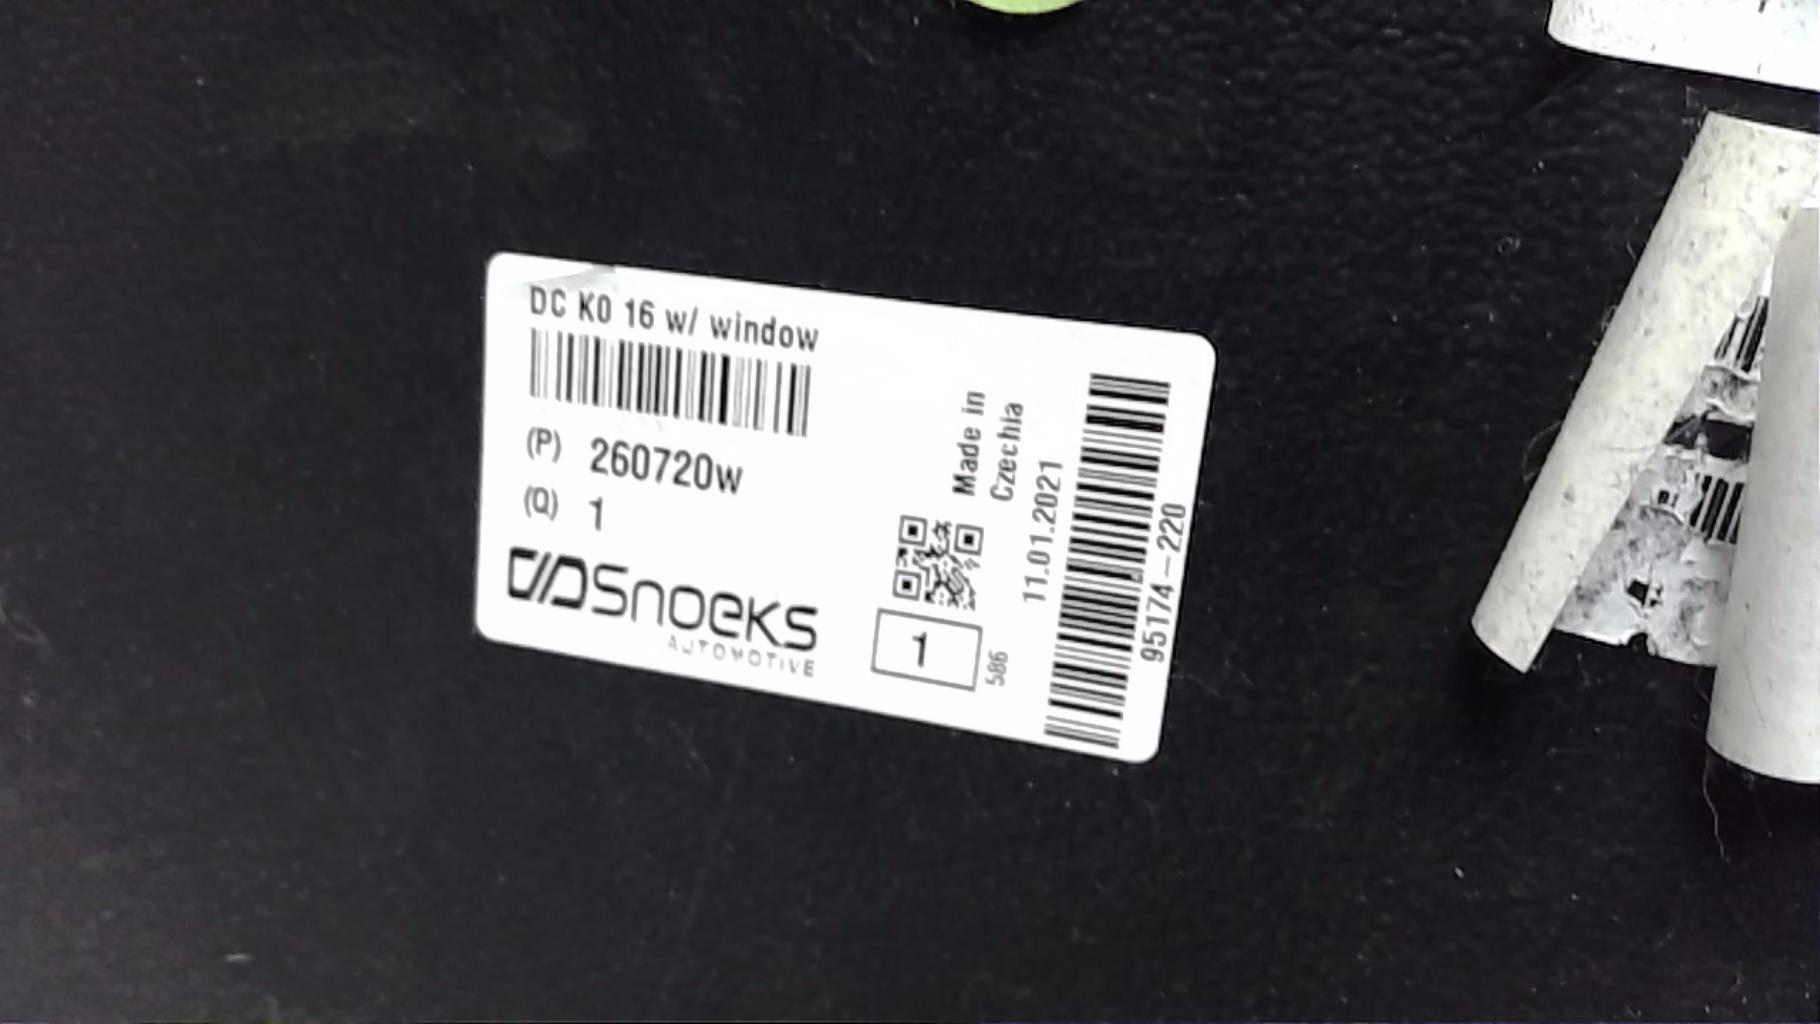 DC K0 16 w/ window
(P) 260720w
(Q) 1
Snoeks
AUTOMOTIVE
Made in
Czechia
11.01.2021
1
586
95174-220